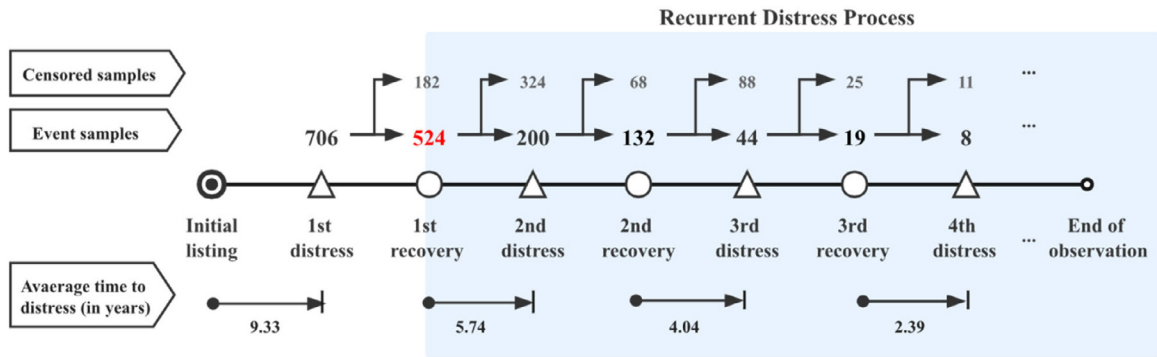 Recurrent Distress Process
Censored samples
182 324 68 88 25 11 ...
Event samples
706 524 200 132 44 19 8 ...
Initial listing
1st distress
1st recovery
2nd distress
2nd recovery
3rd distress
3rd recovery
4th distress
...
End of observation
Avaerage time to
distress (in years)
9.33 5.74 4.04 2.39